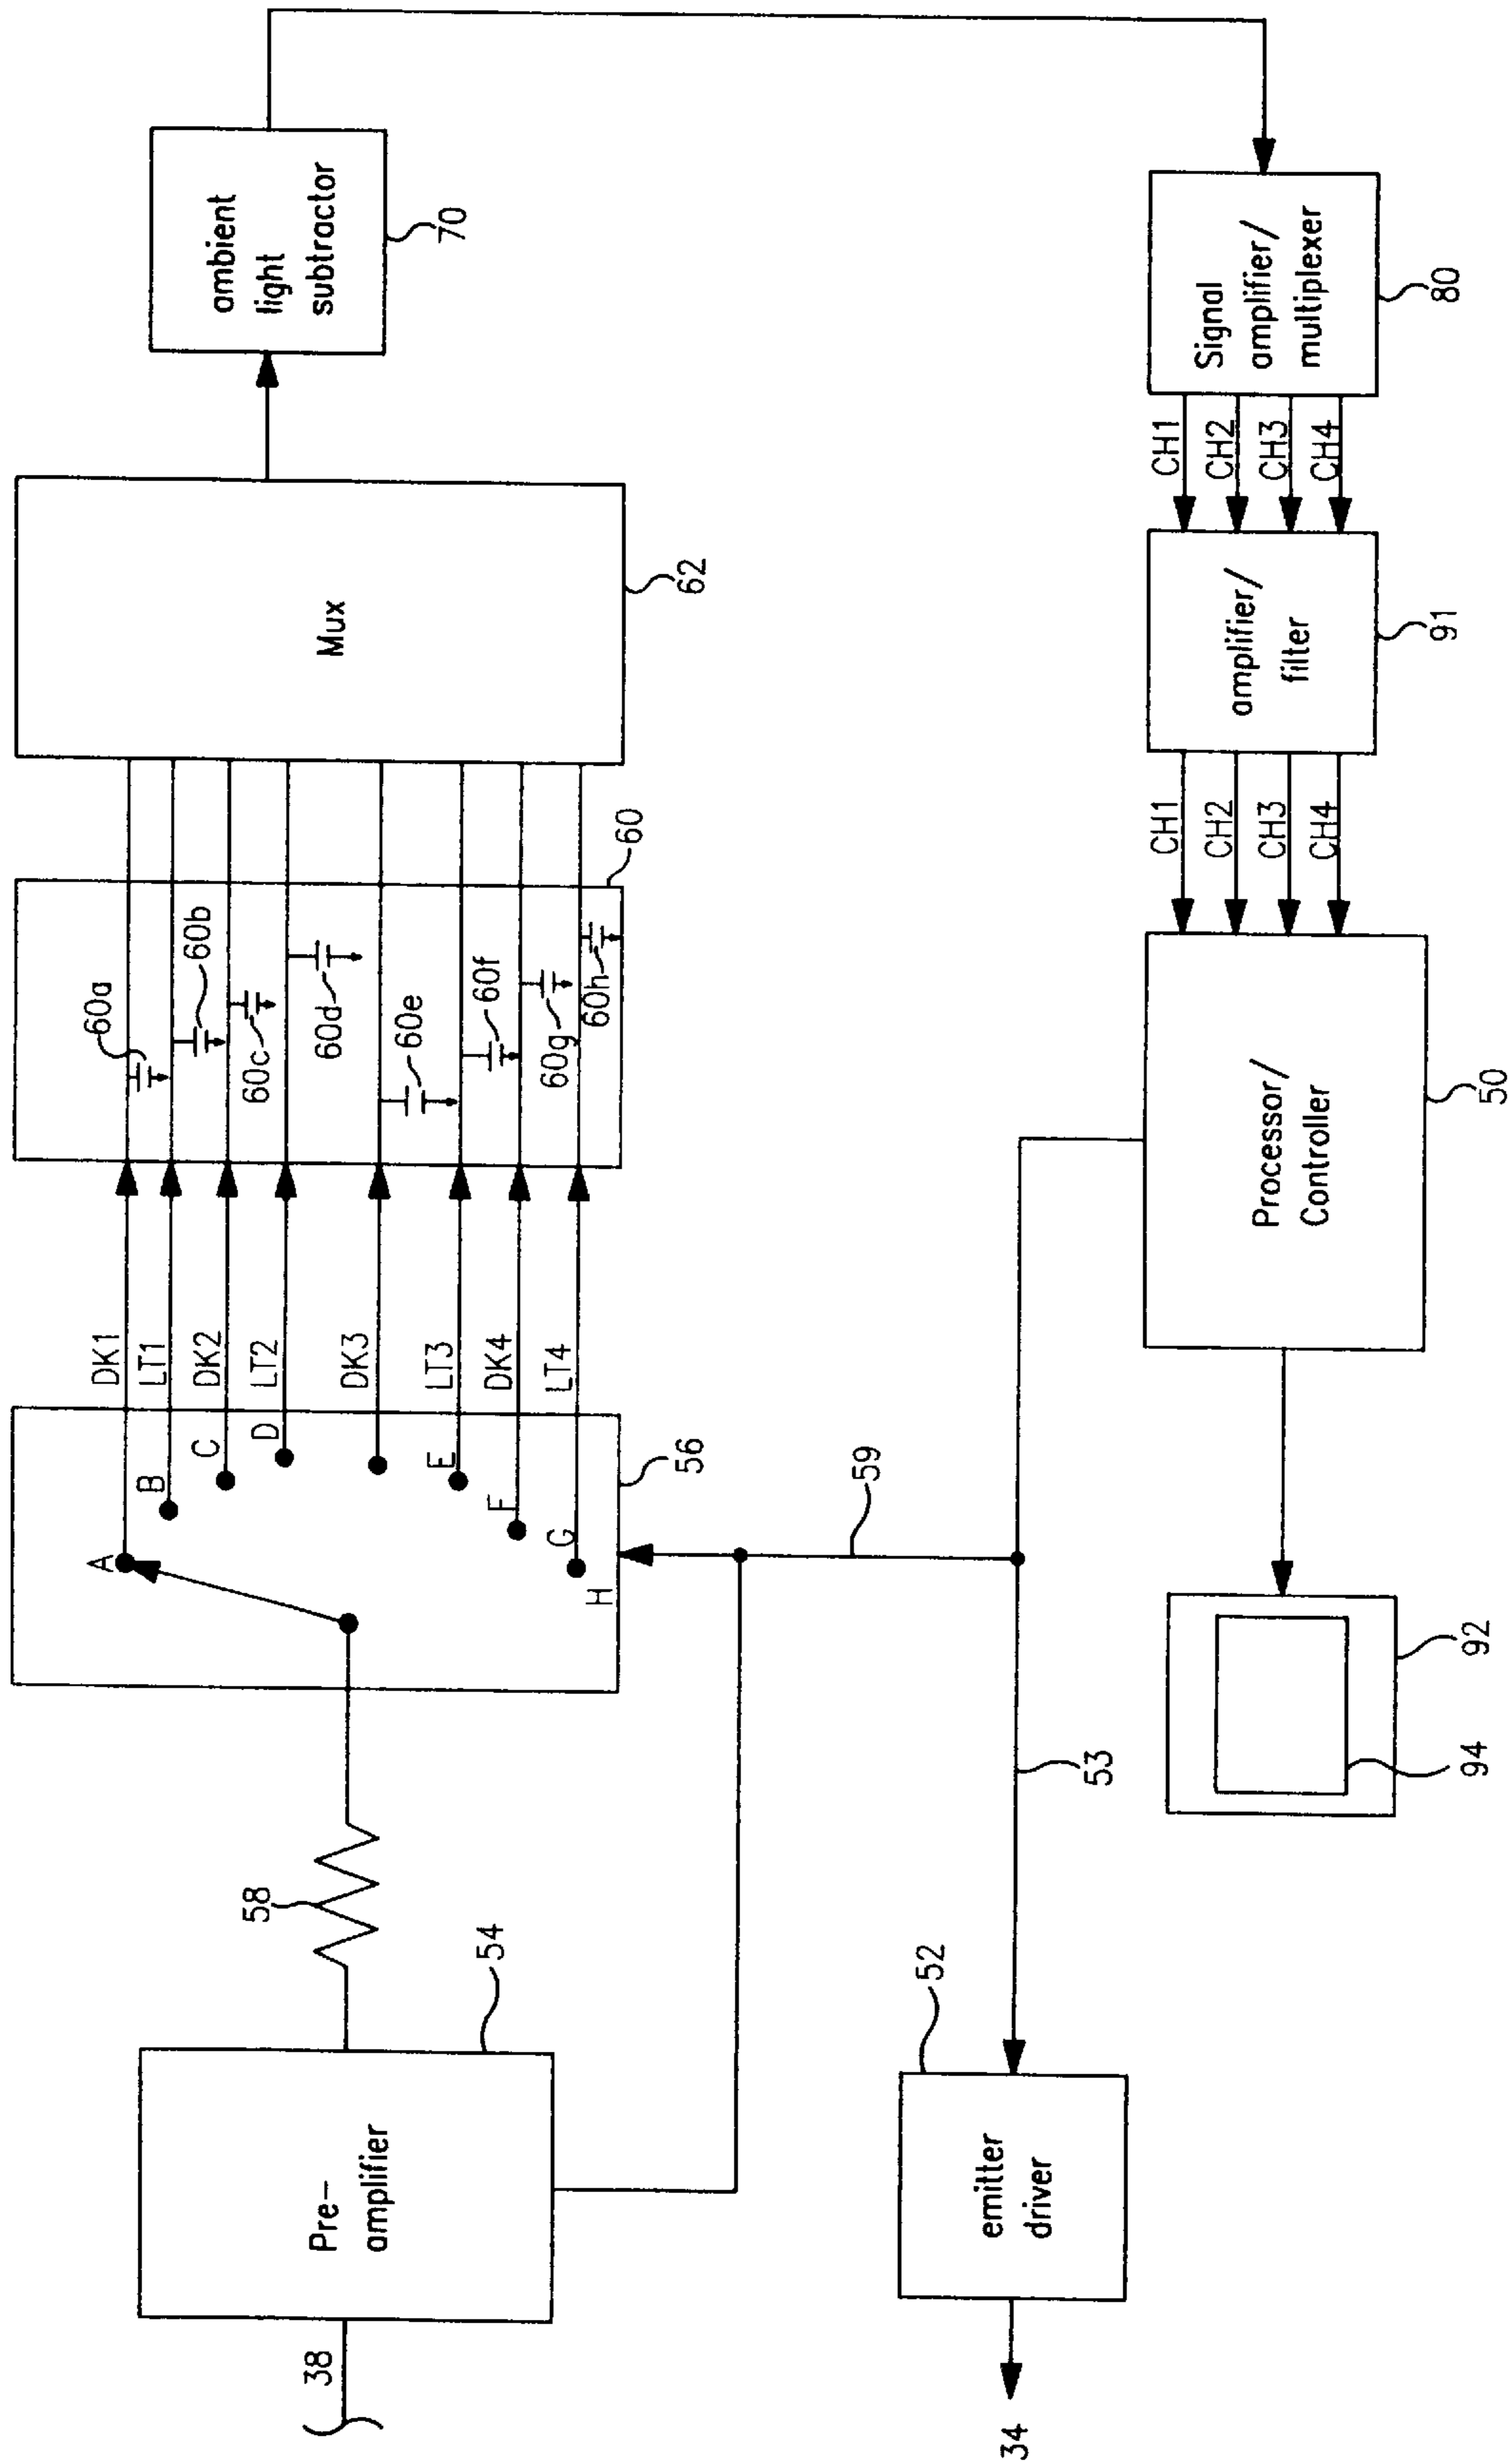 38
Pre-
amplifier
54
58
A
B
C
D
E
F
G
H
56
DK1
LT1
DK2
LT2
DK3
LT3
DK4
LT4
60a
60b
60c
60d
60e
60f
60g
60h
60
Mux
62
ambient
light
subtractor
70
59
53
34
emitter
driver
52
92
94
Processor/
Controller
50
CH1
CH2
CH3
CH4
amplifier/
filter
91
CH1
CH2
CH3
CH4
Signal
amplifier/
multiplexer
80